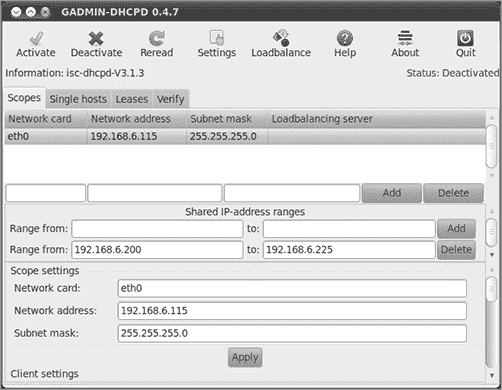 GADMIN-DHCPD 0.4.7
Activate Deactivate Reread Settings Loadbalance Help About Quit
Information: isc-dhcpd-V3.1.3 Status: Deactivated
Scopes Single hosts Leases Verify
Network card Network address Subnet mask Loadbalancing server
eth0 192.168.6.115 255.255.255.0
Add Delete
Shared IP-address ranges
Range from: to: Add
Range from: 192.168.6.200 to: 192.168.6.225 Delete
Scope settings
Network card: eth0
Network address: 192.168.6.115
Subnet mask: 255.255.255.0
Apply
Client settings